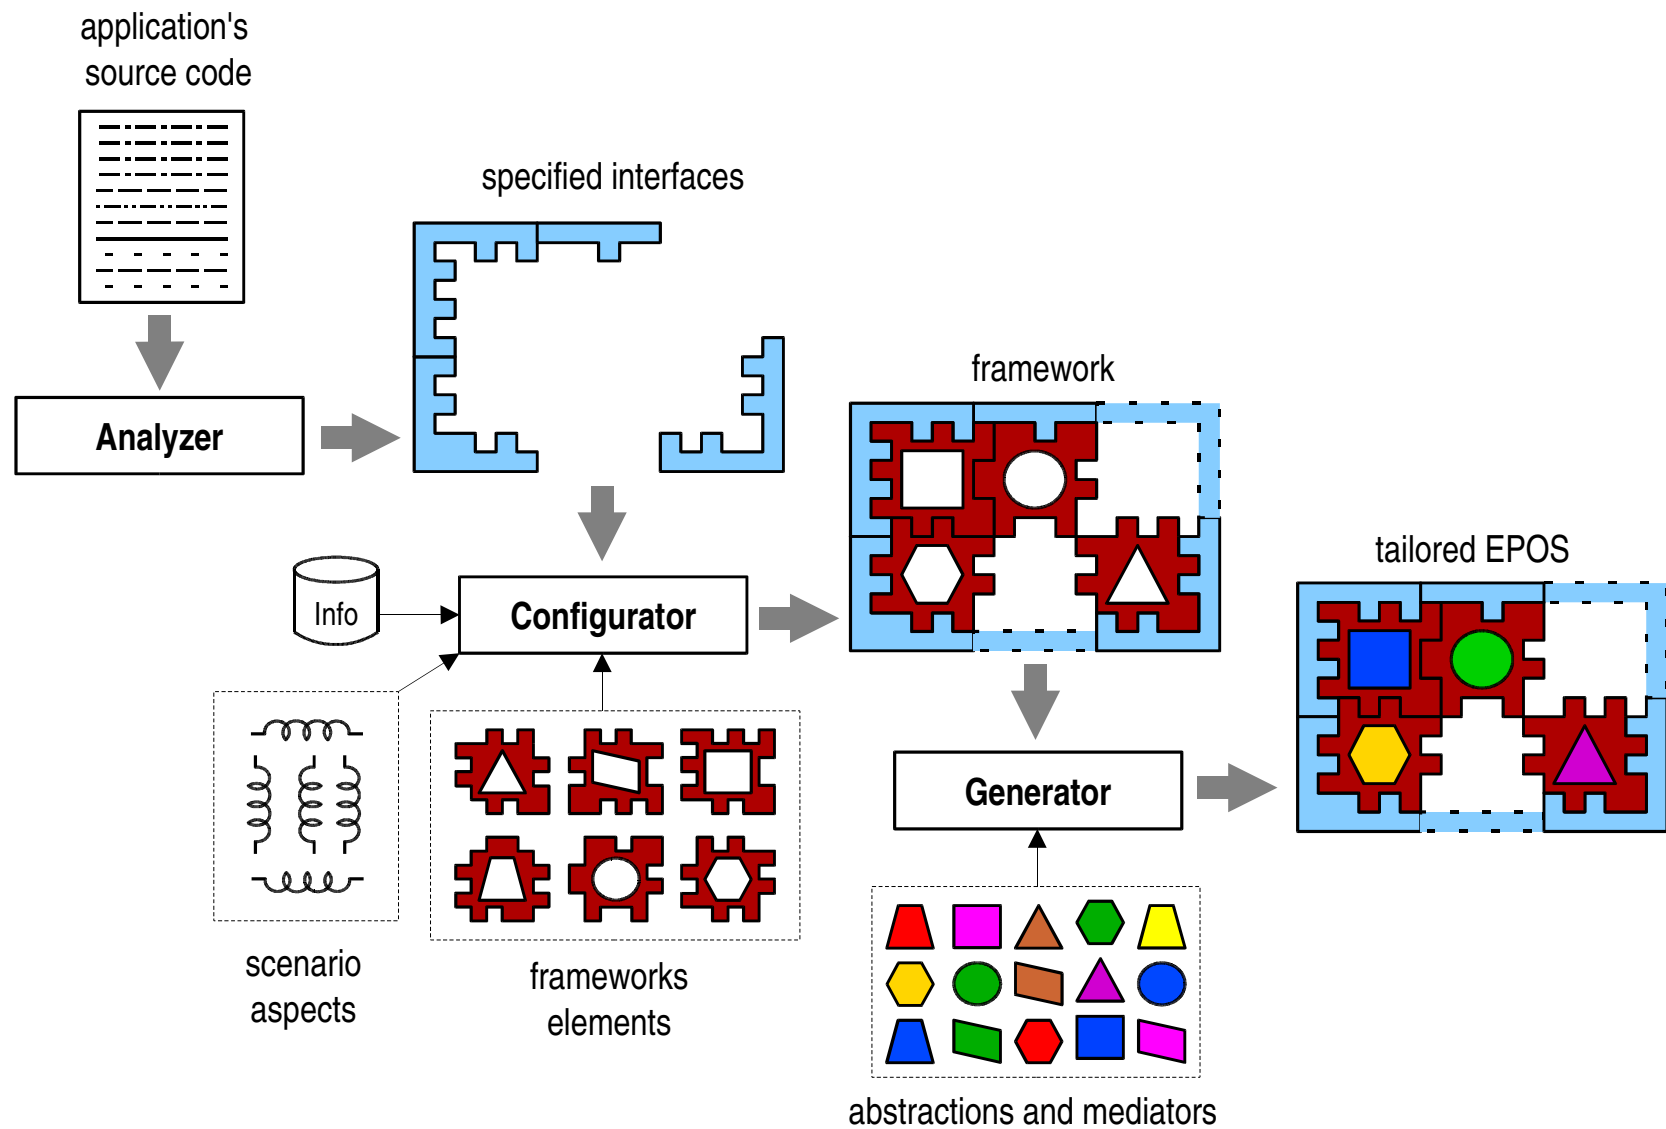 application's
source code
specified interfaces
Analyzer
framework
tailored EPOS
Info
Configurator
Generator
scenario
aspects
frameworks
elements
abstractions and mediators